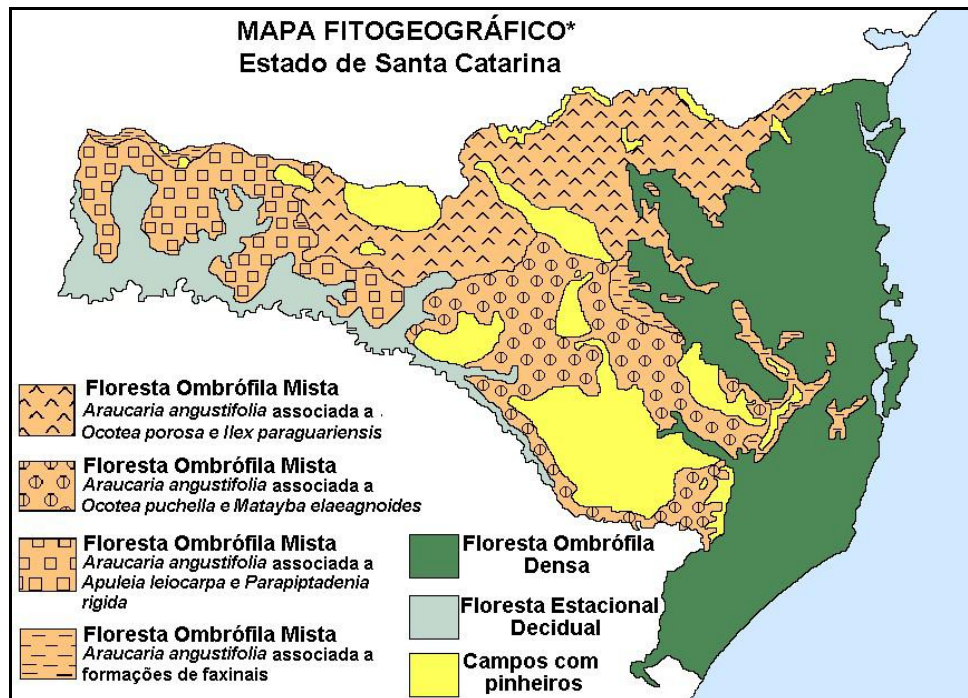 MAPA FITOGEOGRÁFICO*
Estado de Santa Catarina
Floresta Ombrófila Mista
Araucaria angustifolia associada a .
Ocotea porosa e Ilex paraguariensis
Floresta Ombrófila Mista
Araucaria angustifolia associada a
Ocotea puchella e Matayba elaeagnoides
Floresta Ombrófila Mista
Araucaria angustifolia associada a
Apuleia leiocarpa e Parapiptadenia
rigida
Floresta Ombrófila Mista
Araucaria angustifolia associada a
formações de faxinais
Floresta Ombrófila
Densa
Floresta Estacional
Decidual
Campos com
pinheiros